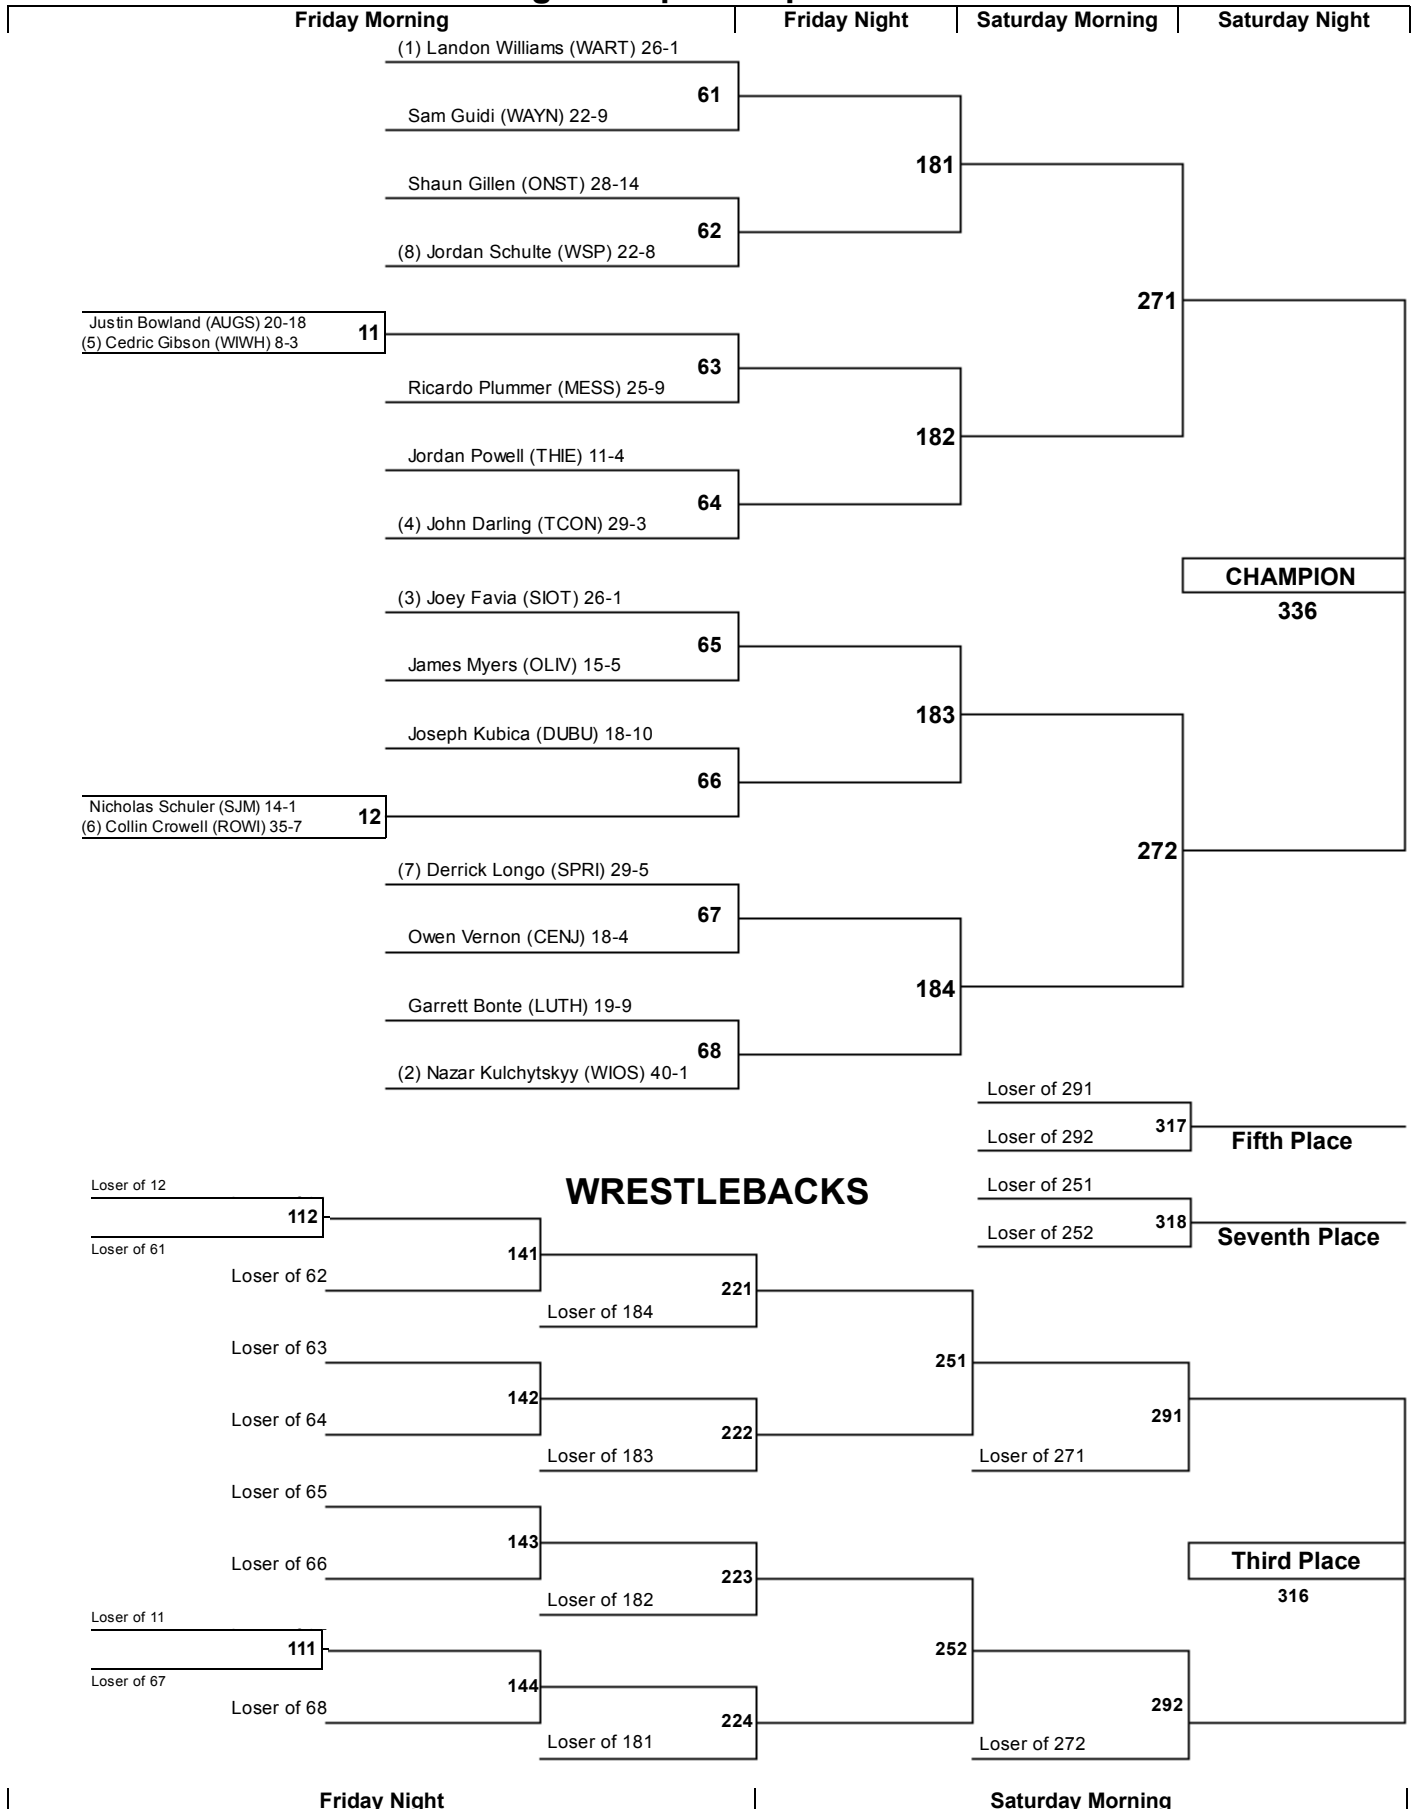 Friday Morning
Friday Night
Saturday Morning
Saturday Night
(1) Landon Williams (WART) 26-1
61
Sam Guidi (WAYN) 22-9
181
Shaun Gillen (ONST) 28-14
62
(8) Jordan Schulte (WSP) 22-8
271
Justin Bowland (AUGS) 20-18
11
(5) Cedric Gibson (WIWH) 8-3
63
Ricardo Plummer (MESS) 25-9
182
Jordan Powell (THIE) 11-4
64
(4) John Darling (TCON) 29-3
CHAMPION
336
(3) Joey Favia (SIOT) 26-1
65
James Myers (OLIV) 15-5
183
Joseph Kubica (DUBU) 18-10
66
Nicholas Schuler (SJM) 14-1
12
(6) Collin Crowell (ROWI) 35-7
272
(7) Derrick Longo (SPRI) 29-5
67
Owen Vernon (CENJ) 18-4
184
Garrett Bonte (LUTH) 19-9
68
(2) Nazar Kulchytskyy (WIOS) 40-1
Loser of 291
317
Loser of 292
Fifth Place
WRESTLEBACKS
Loser of 251
318
Loser of 252
Seventh Place
Loser of 12
112
Loser of 61
141
Loser of 62
221
Loser of 184
Loser of 63
251
142
Loser of 64
222
Loser of 183
291
Loser of 271
Loser of 65
143
Loser of 66
223
Loser of 182
Third Place
316
Loser of 11
111
Loser of 67
252
144
Loser of 68
224
Loser of 181
292
Loser of 272
Friday Night
Saturday Morning